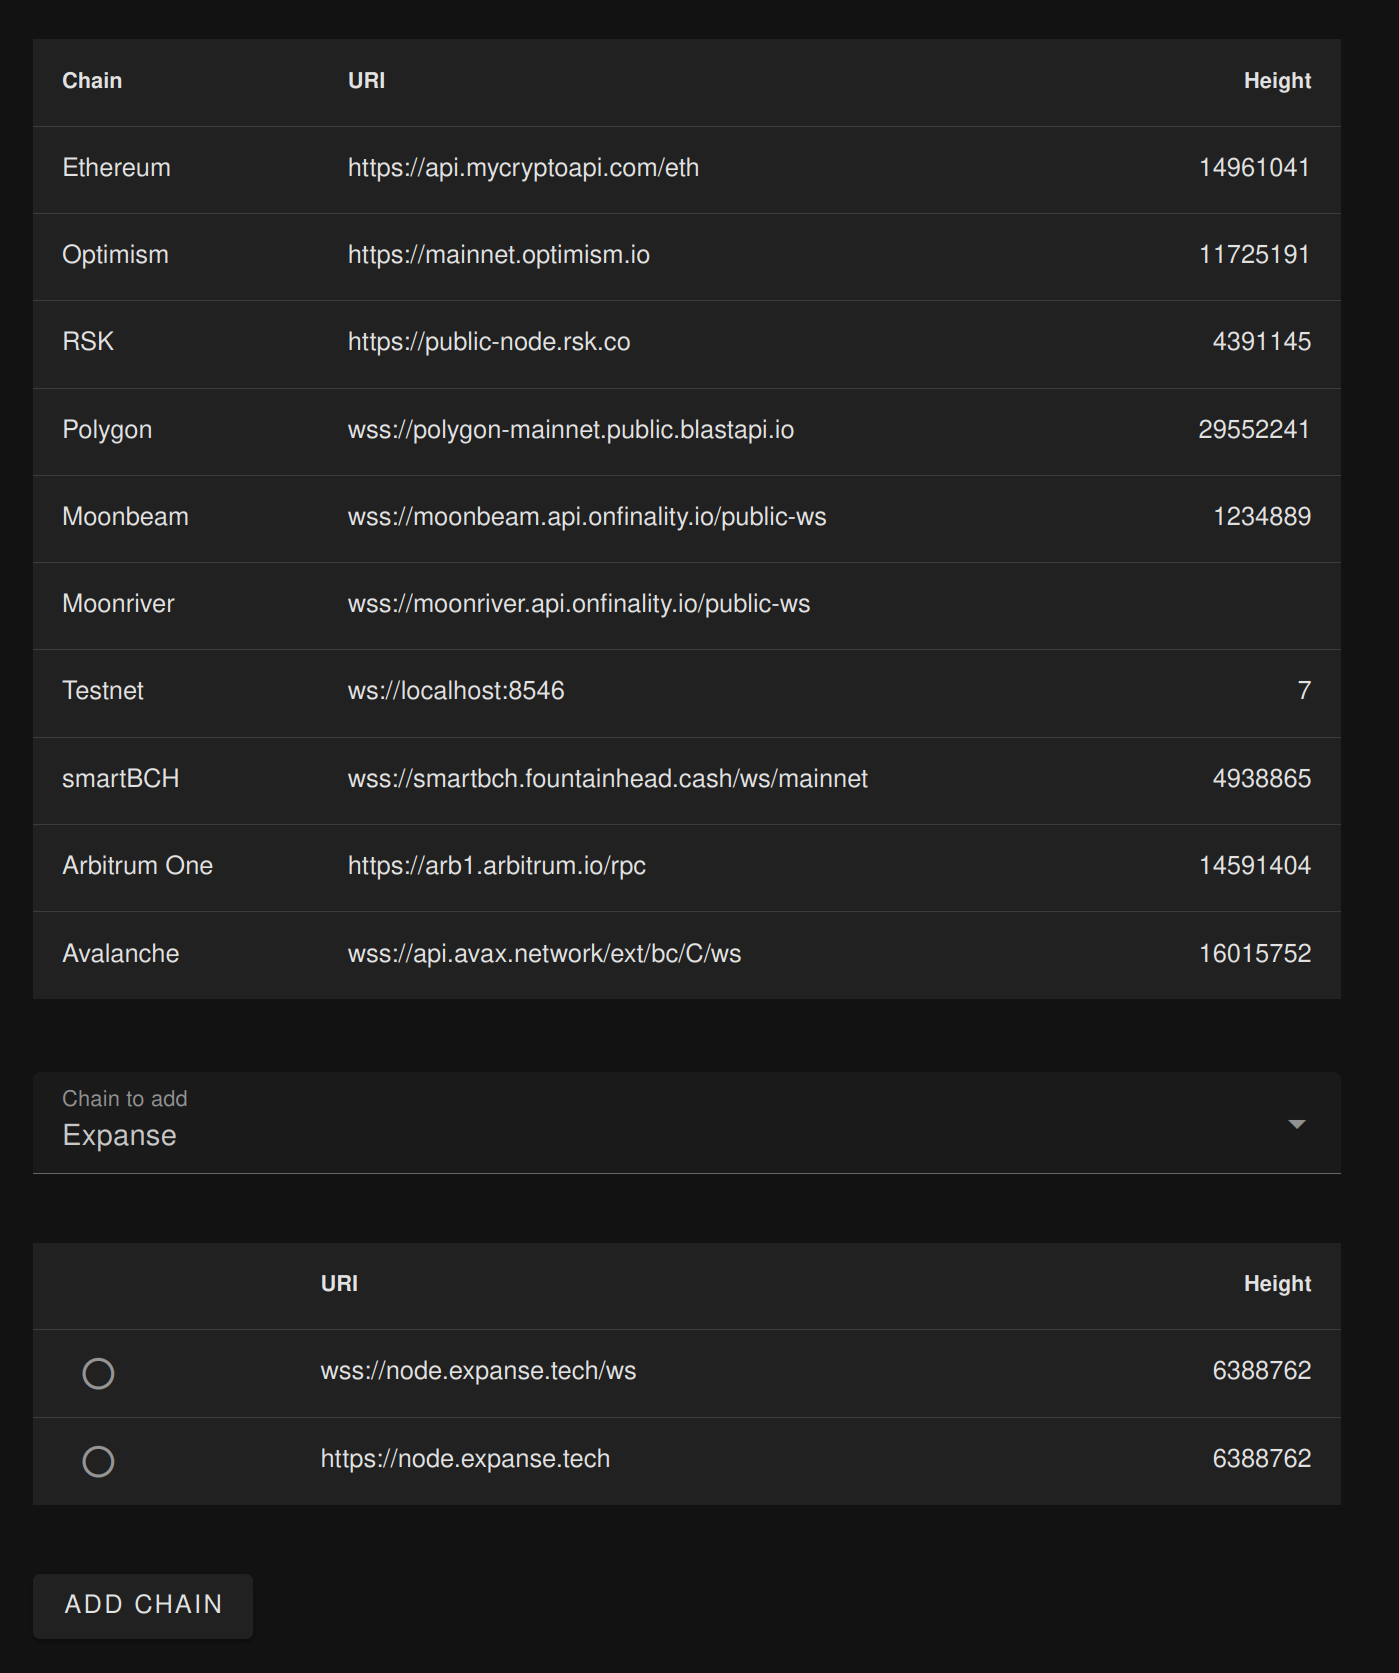 Chain URI Height
Ethereum https://api.mycryptoapi.com/eth 14961041
Optimism https://mainnet.optimism.io 11725191
RSK https://public-node.rsk.co 4391145
Polygon wss://polygon-mainnet.public.blastapi.io 29552241
Moonbeam wss://moonbeam.api.onfinality.io/public-ws 1234889
Moonriver wss://moonriver.api.onfinality.io/public-ws
Testnet ws://localhost:8546 7
smartBCH wss://smartbch.fountainhead.cash/ws/mainnet 4938865
Arbitrum One https://arb1.arbitrum.io/rpc 14591404
Avalanche wss://api.avax.network/ext/bc/C/ws 16015752
Chain to add
Expanse
URI Height
wss://node.expanse.tech/ws 6388762
https://node.expanse.tech 6388762
ADD CHAIN